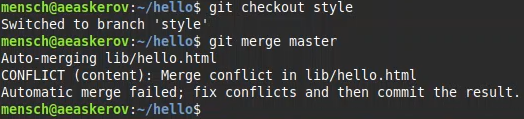 mensch@aeaskerov:~/hello$ git checkout style
Switched to branch 'style'
mensch@aeaskerov:~/hello$ git merge master
Auto-merging lib/hello.html
CONFLICT (content): Merge conflict in lib/hello.html
Automatic merge failed; fix conflicts and then commit the result.
mensch@aeaskerov:~/hello$